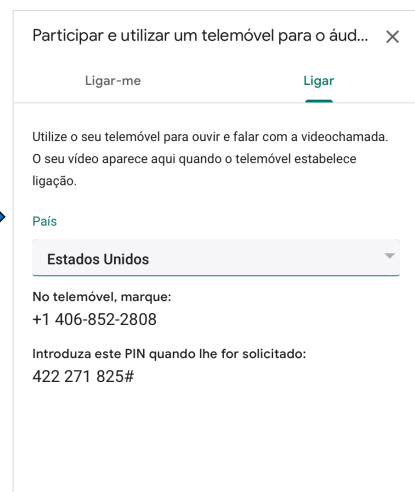 Participar e utilizar um telemóvel para o áud...
Ligar-me
Ligar
Utilize o seu telemóvel para ouvir e falar com a videochamada.
O seu vídeo aparece aqui quando o telemóvel estabelece
ligação.
País
Estados Unidos
No telemóvel, marque:
+1 406-852-2808
Introduza este PIN quando lhe for solicitado:
422 271 825#